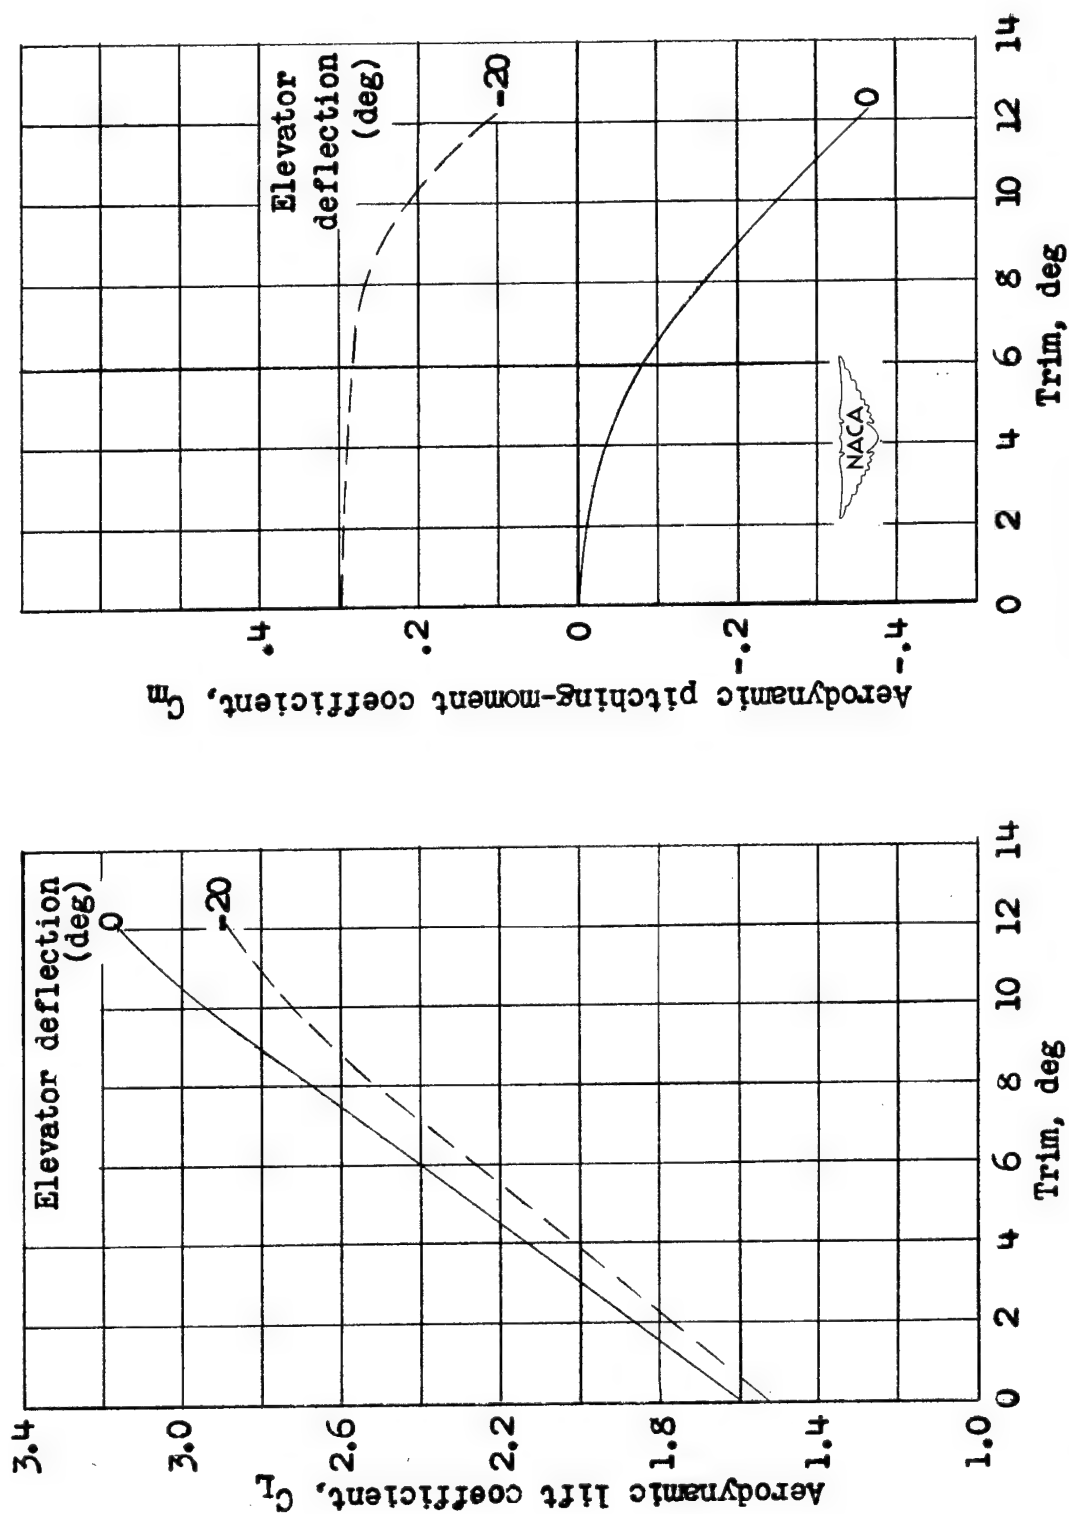 Elevator deflection
(deg)
0
-20
3.4
3.0
2.6
2.2
1.8
1.4
1.0
Aerodynamic lift coefficient, CL
0 2 4 6 8 10 12 14
Trim, deg
Elevator
deflection
(deg)
-20
0
.4
.2
0
-.2
-.4
Aerodynamic pitching-moment coefficient, Cm
NACA
0 2 4 6 8 10 12 14
Trim, deg